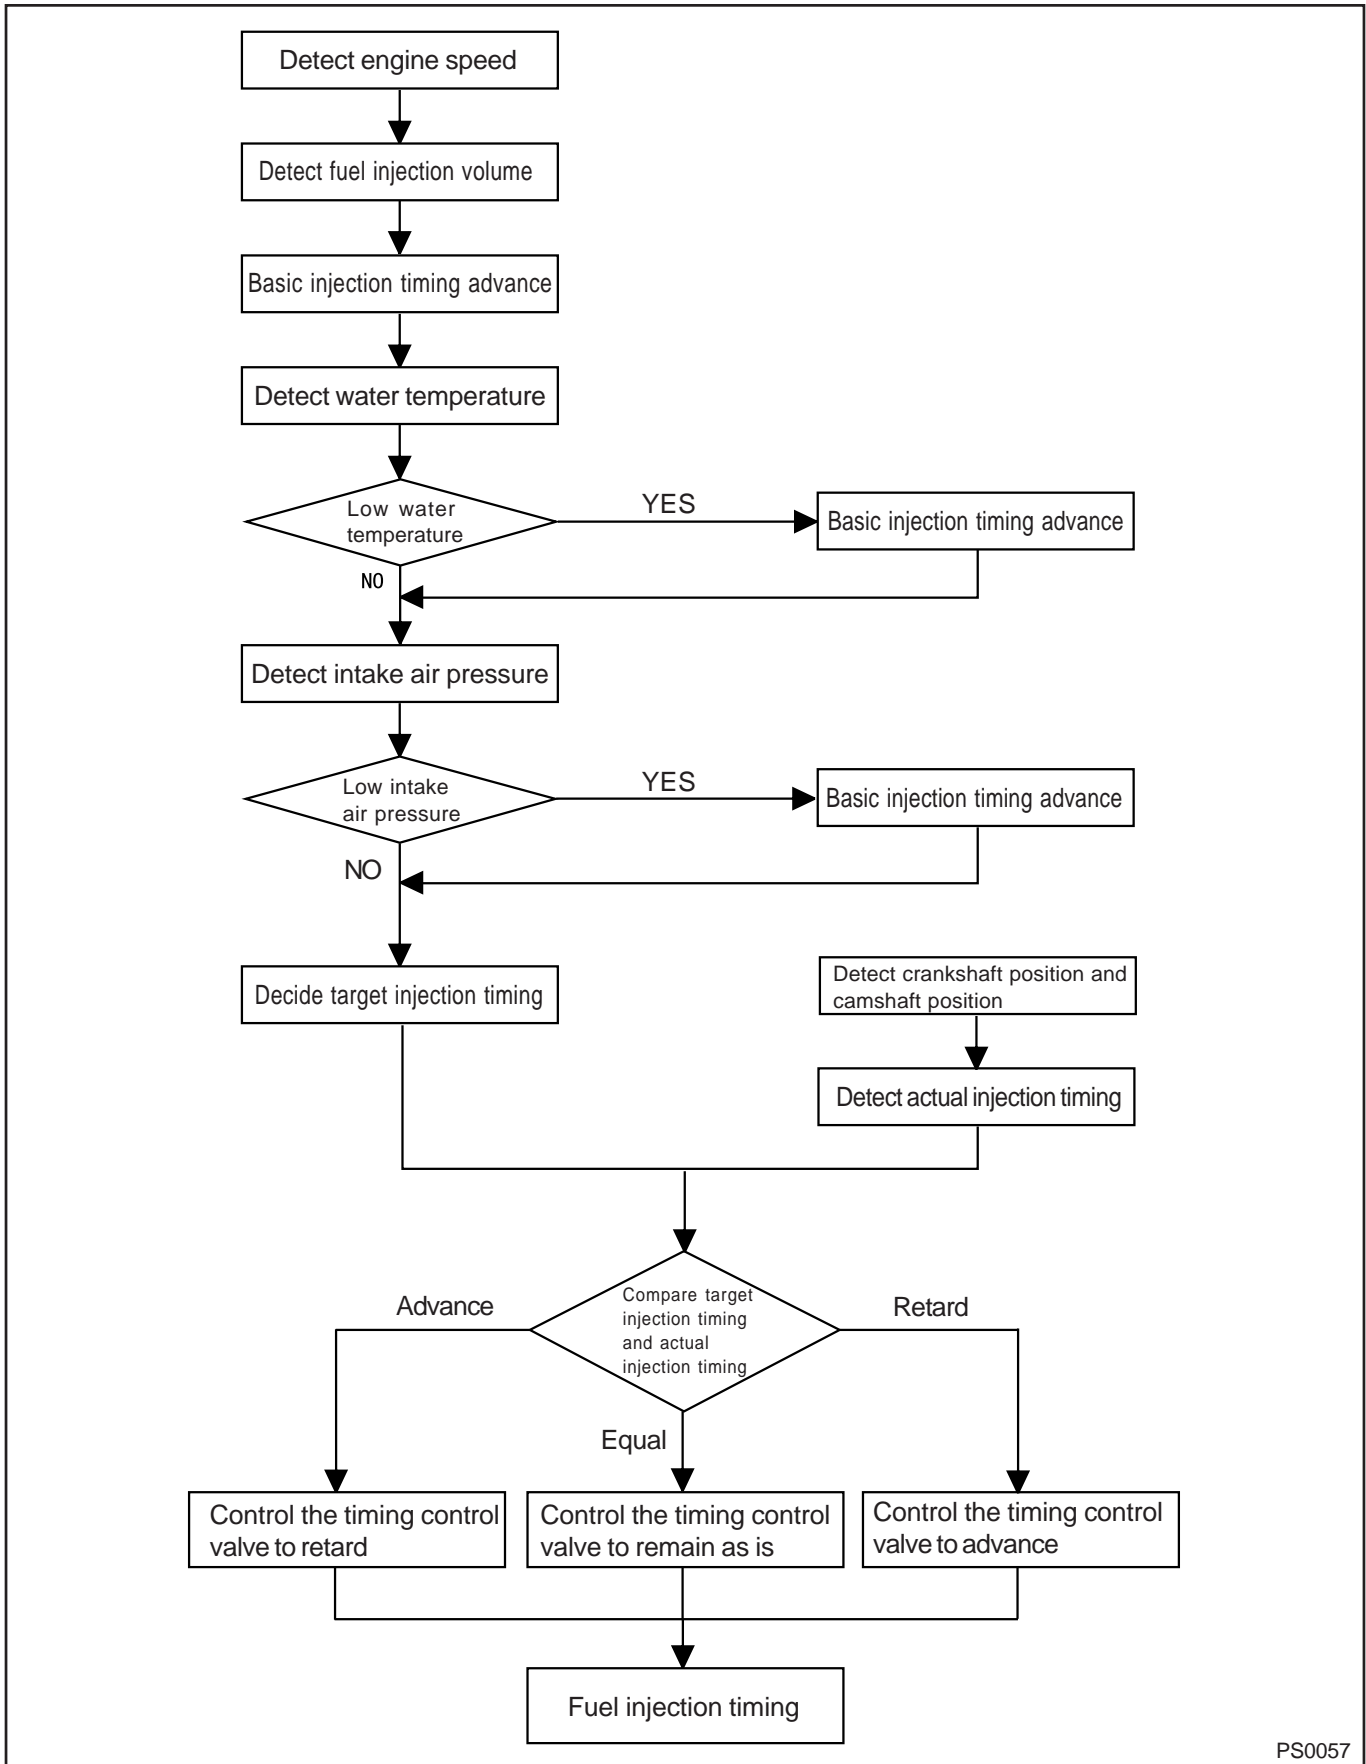 Detect engine speed
Detect fuel injection volume
Basic injection timing advance
Detect water temperature
Low water
temperature
YES
Basic injection timing advance
NO
Detect intake air pressure
Low intake
air pressure
YES
Basic injection timing advance
NO
Decide target injection timing
Detect crankshaft position and
camshaft position
Detect actual injection timing
Compare target
injection timing
and actual
injection timing
Advance
Retard
Equal
Control the timing control
valve to retard
Control the timing control
valve to remain as is
Control the timing control
valve to advance
Fuel injection timing
PS0057